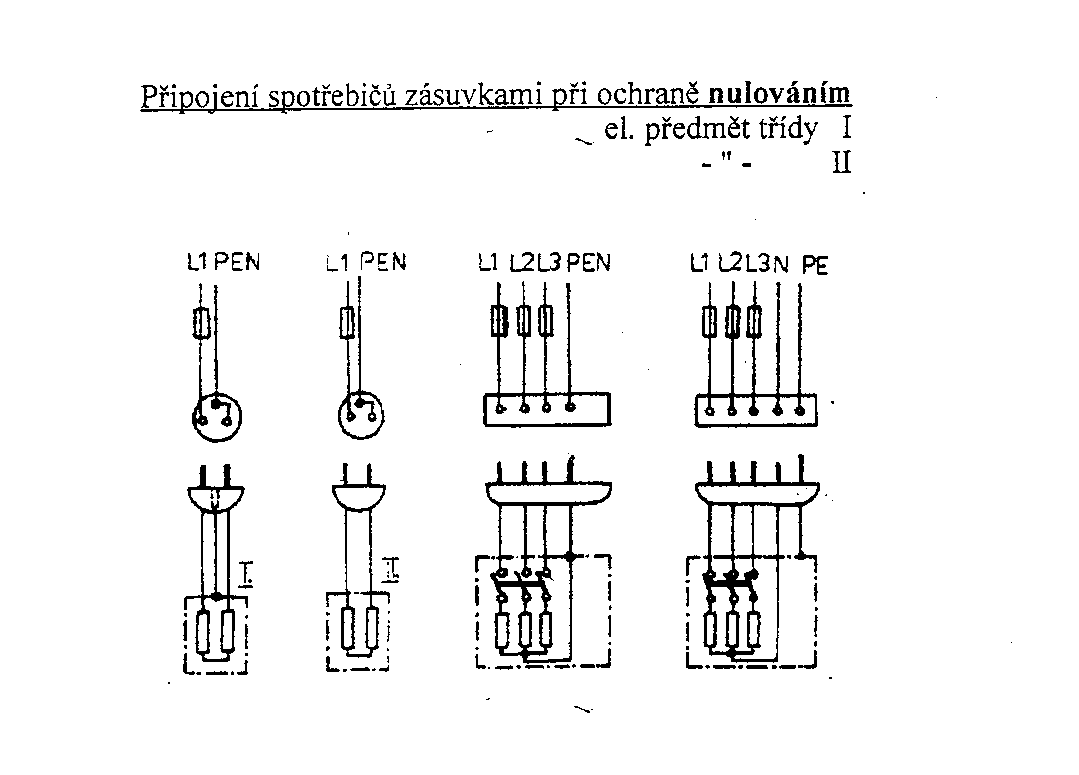 Připojení spotřebičů zásuvkami při ochraně nulováním
el. předmět třídy I
- " - II
L1 PEN
L1 PEN
L1 L2 L3 PEN
L1 L2 L3 N PE
I.
II.